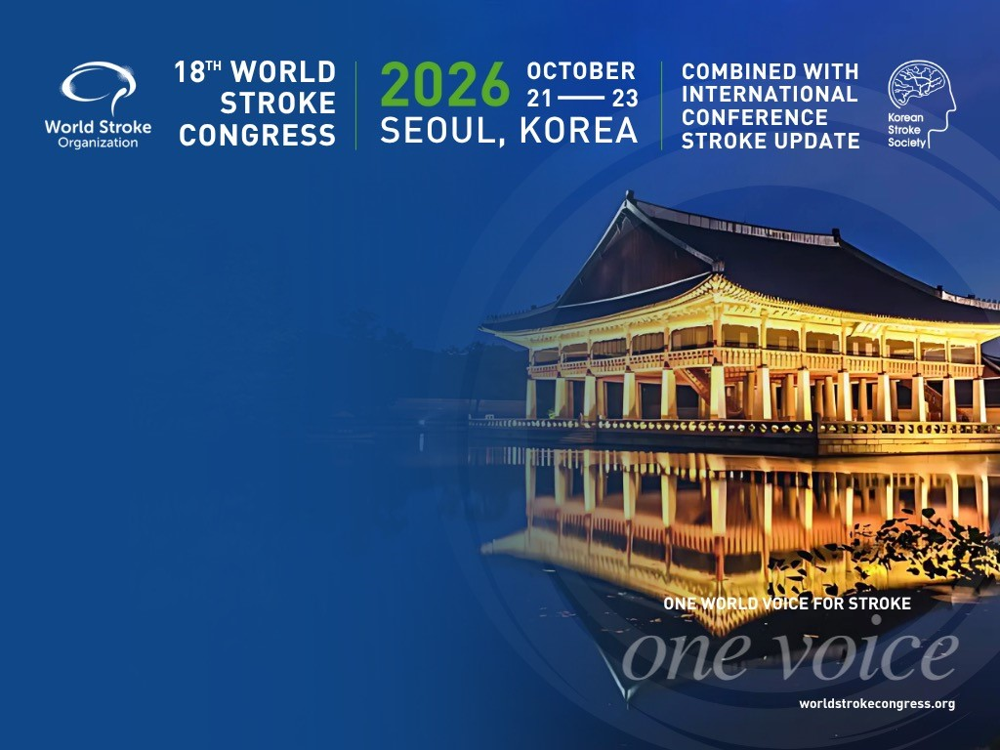 World Stroke
Organization
18TH WORLD
STROKE
CONGRESS
2026
OCTOBER
21 — 23
SEOUL, KOREA
COMBINED WITH
INTERNATIONAL
CONFERENCE
STROKE UPDATE
Korean
Stroke
Society
ONE WORLD VOICE FOR STROKE
one voice
worldstrokecongress.org